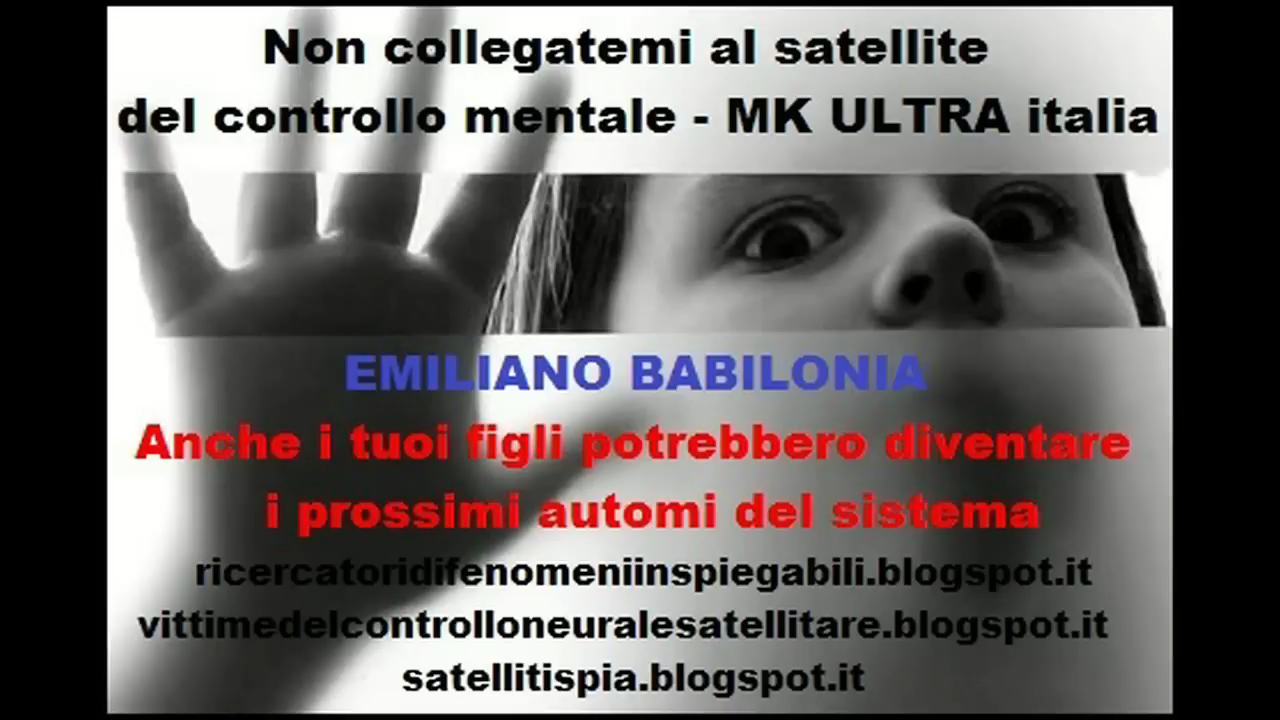 Non collegatemi al satellite
del controllo mentale - MK ULTRA italia
EMILIANO BABILONIA
Anche i tuoi figli potrebbero diventare
i prossimi automi del sistema
ricercatoridifenomeniinspiegabili.blogspot.it
vittimedelcontrolloneuralesatellitare.blogspot.it
satellitispia.blogspot.it